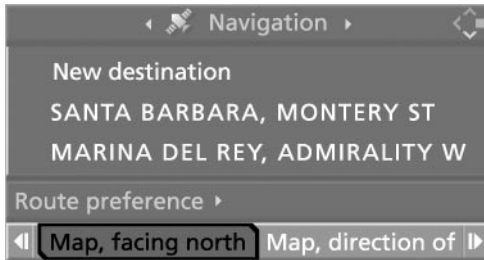 Navigation
New destination
SANTA BARBARA, MONTERY ST
MARINA DEL REY, ADMIRALITY W
Route preference
Map, facing north Map, direction of